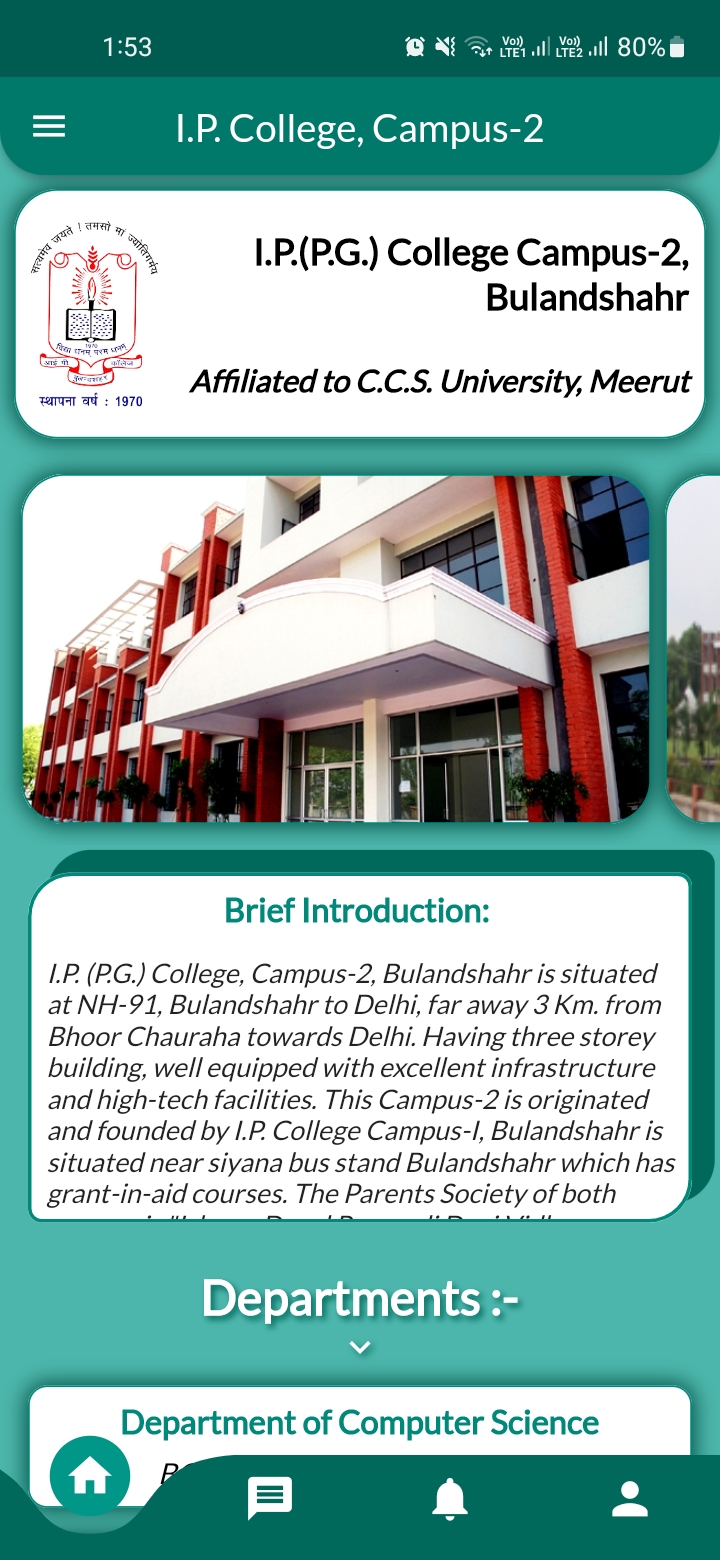 1:53
Vo)) LTE1 Vo)) LTE2 80%
I.P. College, Campus-2
सत्यमेव जयते ! तमसो मां ज्योतिर्गमय
1970
विद्या धनम् परम धनम्
आई पी कॉलेज
बुलन्दशहर
स्थापना वर्ष : 1970
I.P.(P.G.) College Campus-2,
Bulandshahr
Affiliated to C.C.S. University, Meerut
Brief Introduction:
I.P. (P.G.) College, Campus-2, Bulandshahr is situated
at NH-91, Bulandshahr to Delhi, far away 3 Km. from
Bhoor Chauraha towards Delhi. Having three storey
building, well equipped with excellent infrastructure
and high-tech facilities. This Campus-2 is originated
and founded by I.P. College Campus-I, Bulandshahr is
situated near siyana bus stand Bulandshahr which has
grant-in-aid courses. The Parents Society of both
Departments :-
Department of Computer Science